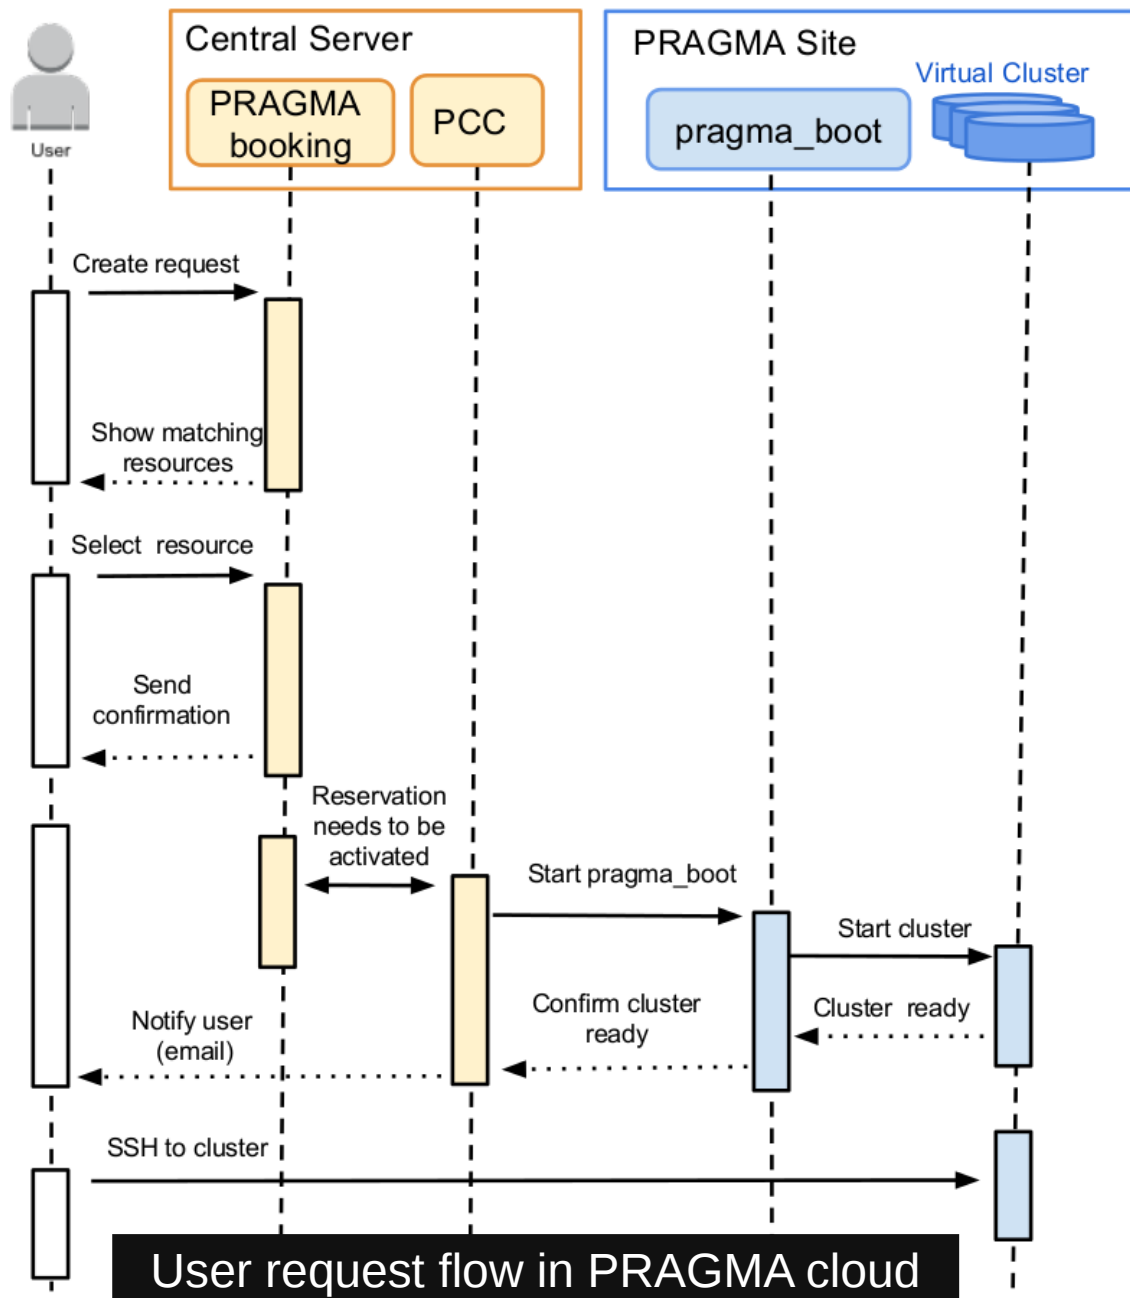 Central Server
PRAGMA Site
Virtual Cluster
PRAGMA
booking
PCC
pragma_boot
User
Create request
Show matching
resources
Select resource
Send
confirmation
Reservation
needs to be
activated
Start pragma_boot
Start cluster
Cluster ready
Confirm cluster
ready
Notify user
(email)
SSH to cluster
User request flow in PRAGMA cloud